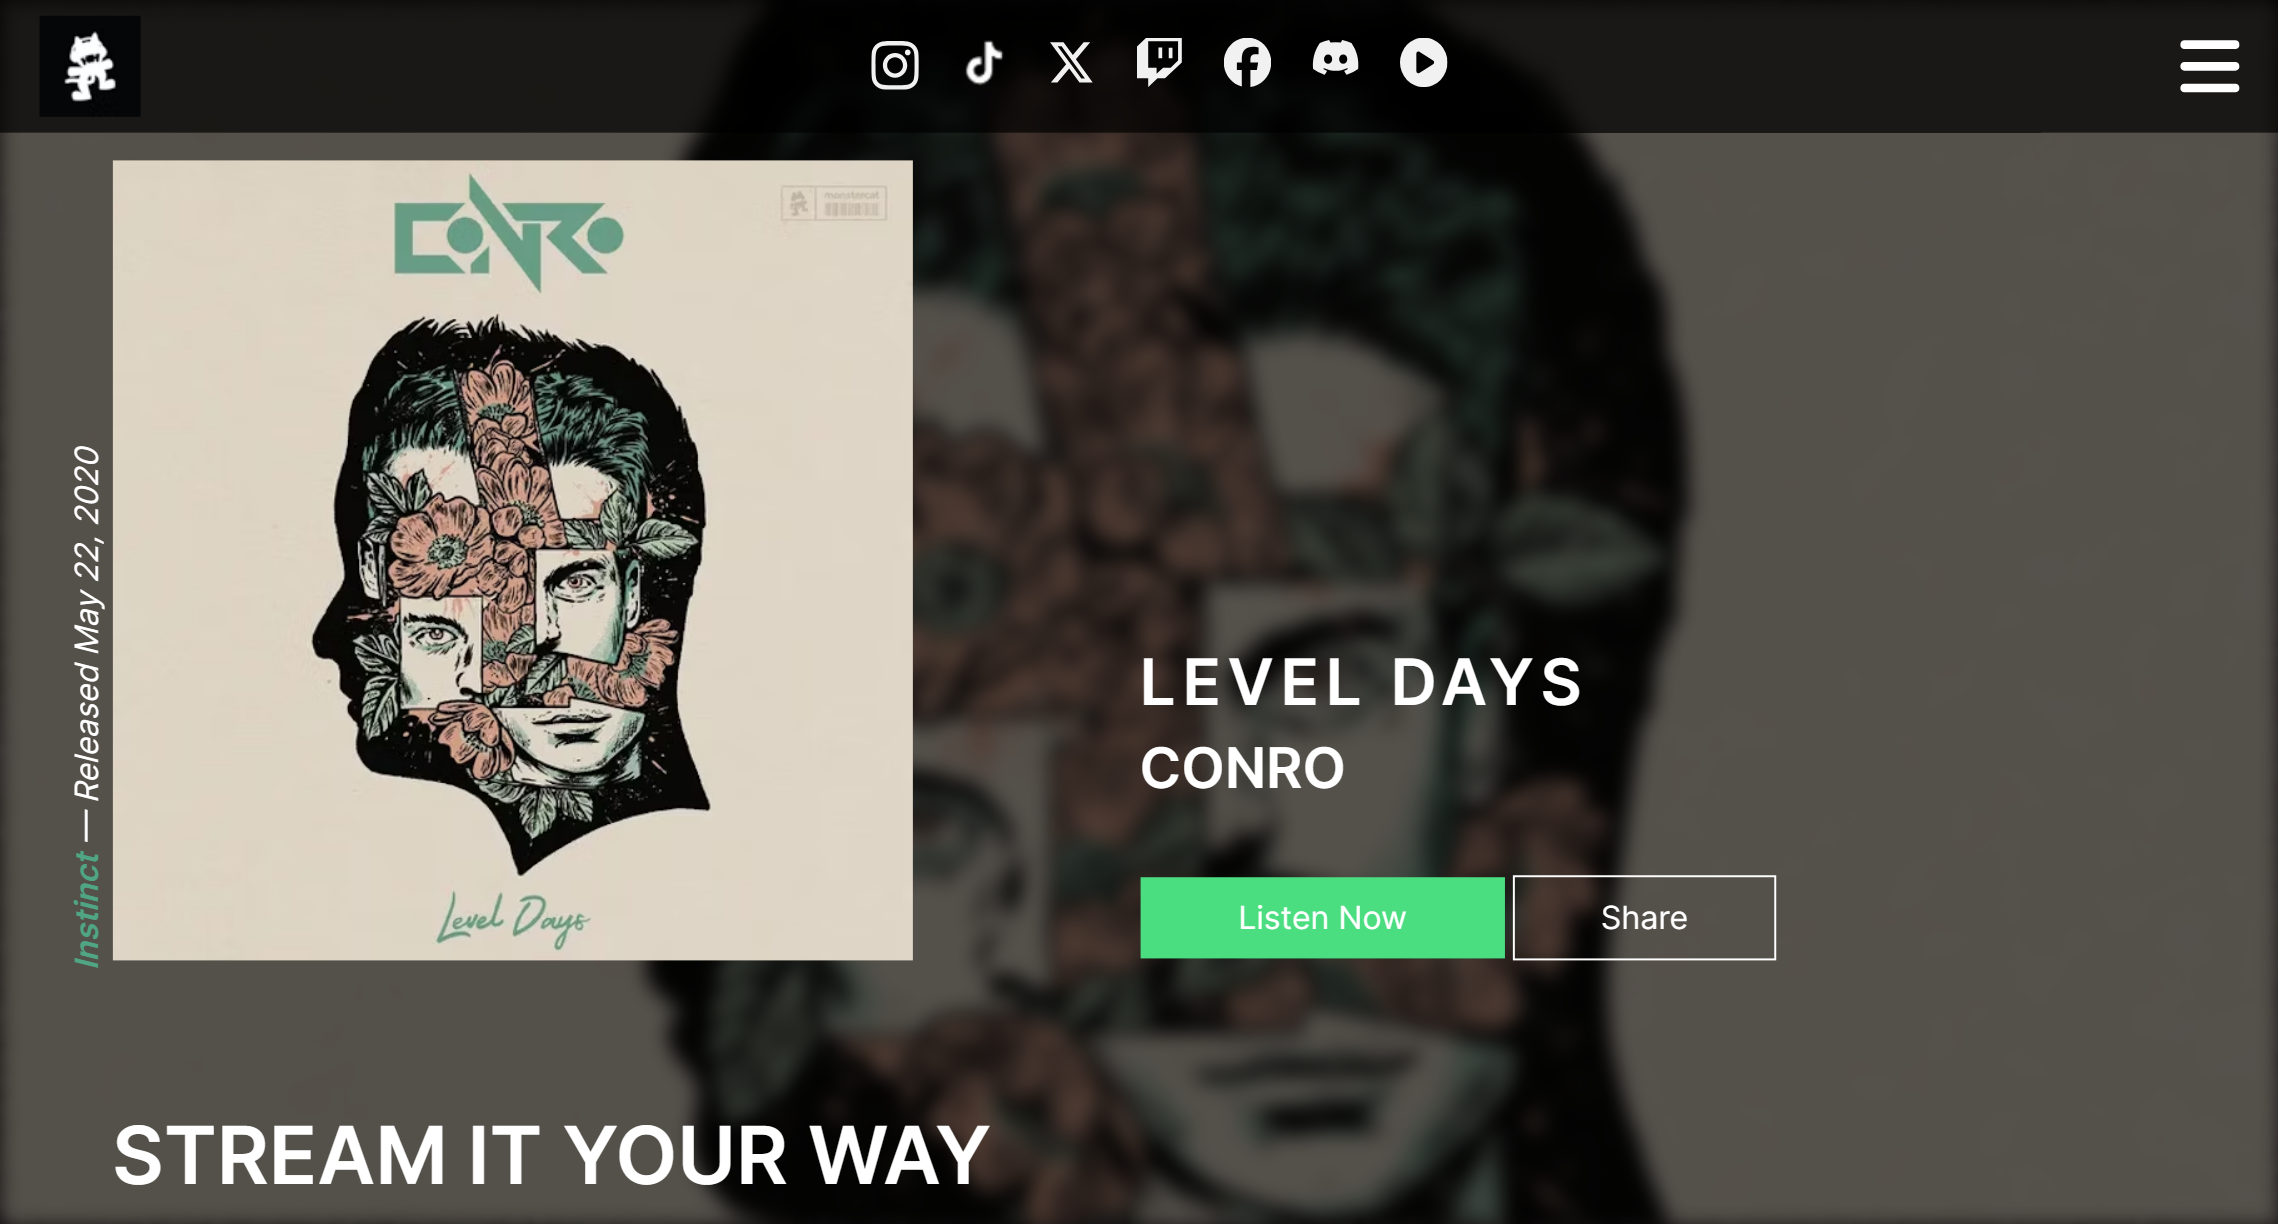 CONRO
monstercat
Level Days
Instinct — Released May 22, 2020
LEVEL DAYS
CONRO
Listen Now
Share
STREAM IT YOUR WAY